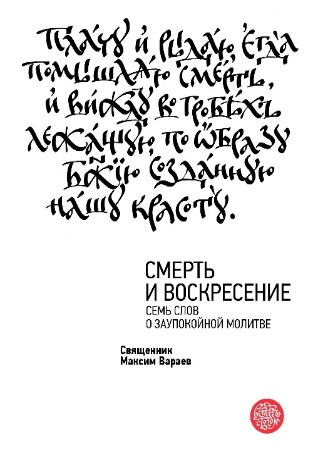 Плачу и рыдаю, егда
помышляю смерть,
и вижду во гробѣхъ
лежащую, по ѡбразу
Бж҃їю созданную
нашу красоту.
СМЕРТЬ
И ВОСКРЕСЕНИЕ
СЕМЬ СЛОВ
О ЗАУПОКОЙНОЙ МОЛИТВЕ
Священник
Максим Вараев